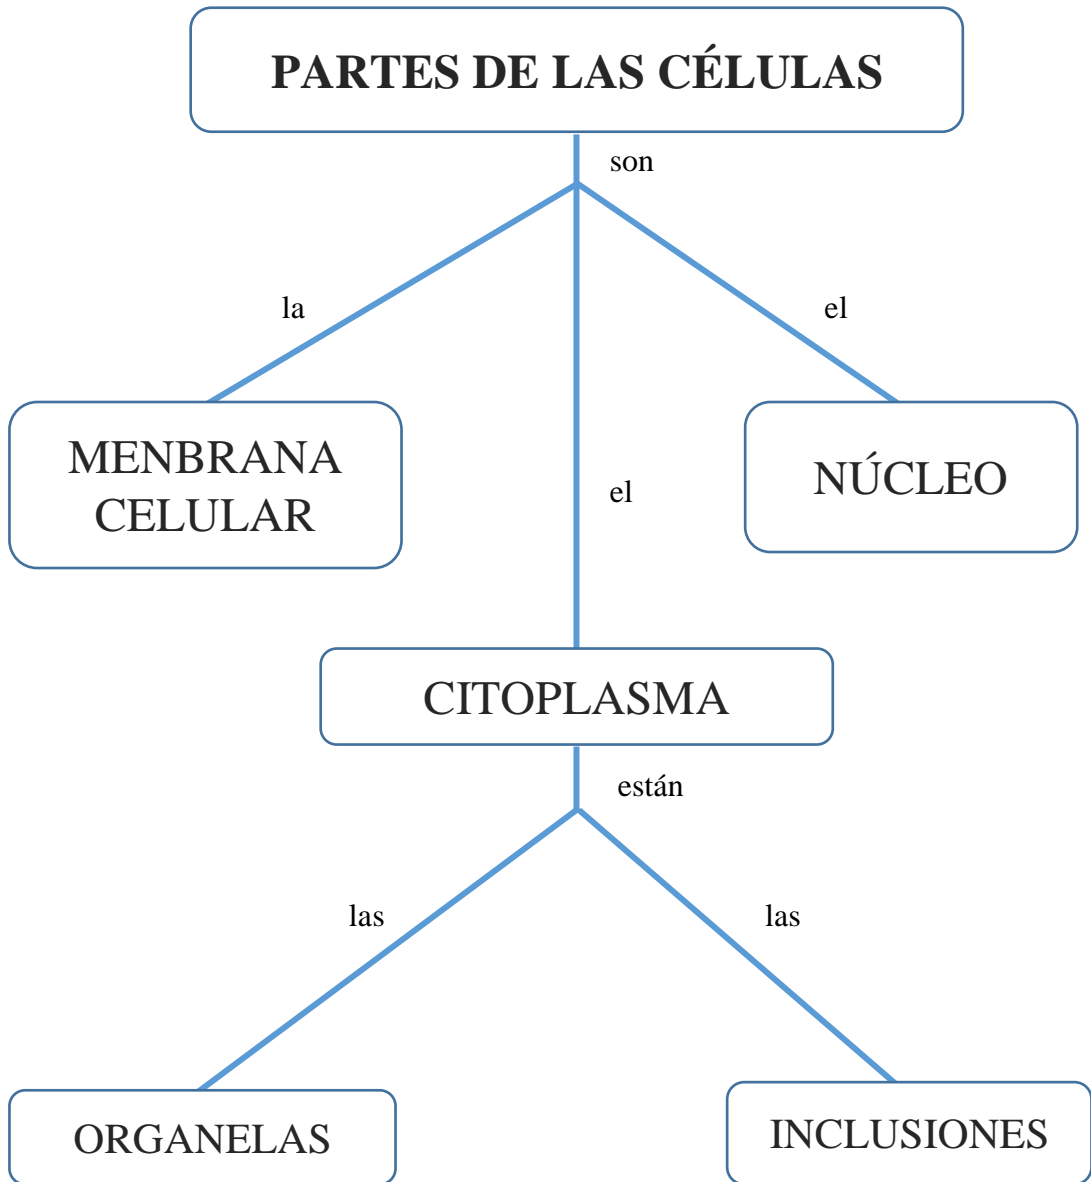 PARTES DE LAS CÉLULAS
son
la
el
MENBRANA
CELULAR
NÚCLEO
el
CITOPLASMA
están
las
las
ORGANELAS
INCLUSIONES